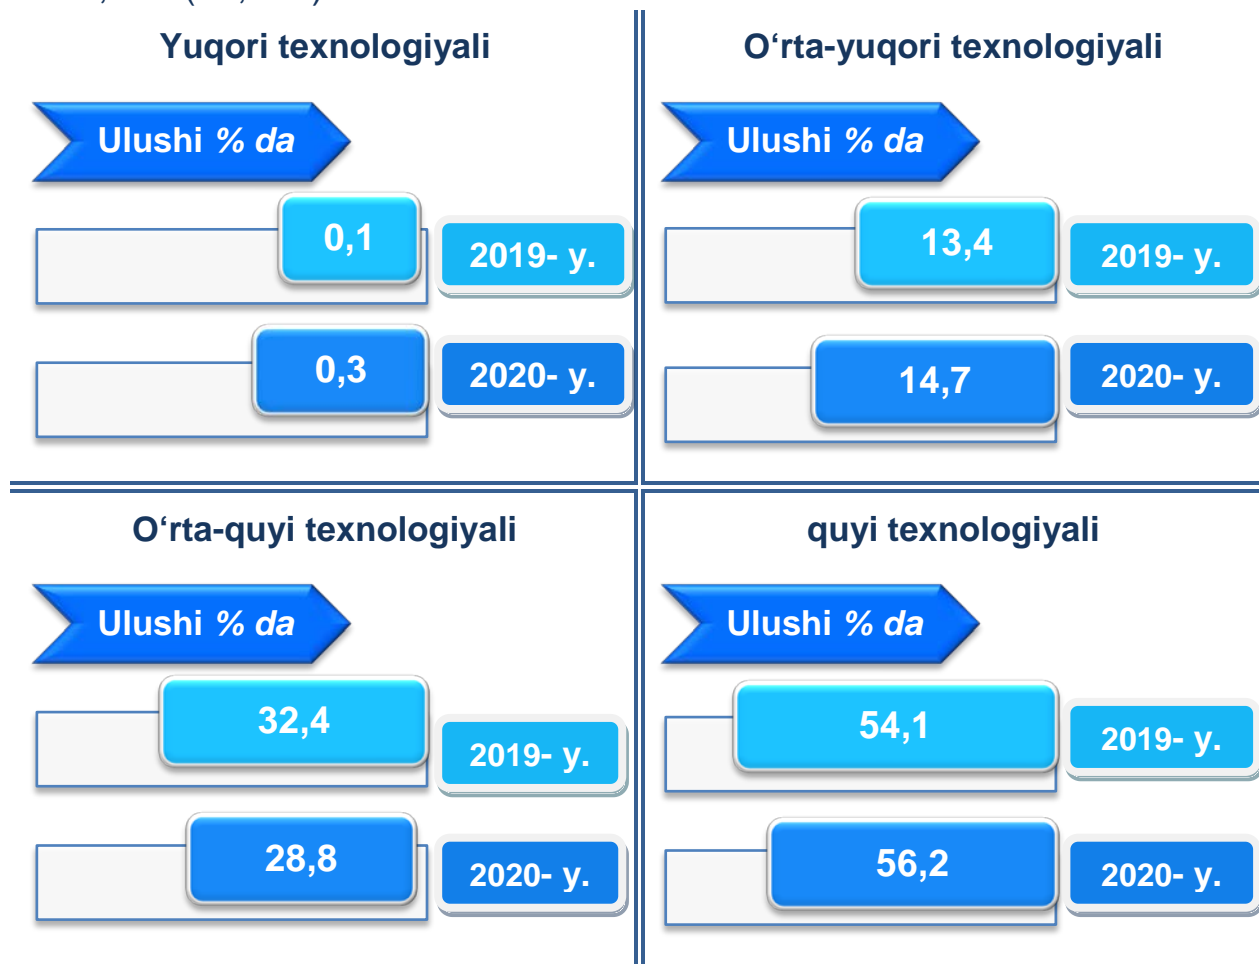 Yuqori texnologiyali
Ulushi % da
0,1
2019- y.
0,3
2020- y.
O‘rta-yuqori texnologiyali
Ulushi % da
13,4
2019- y.
14,7
2020- y.
O‘rta-quyi texnologiyali
Ulushi % da
32,4
2019- y.
28,8
2020- y.
quyi texnologiyali
Ulushi % da
54,1
2019- y.
56,2
2020- y.